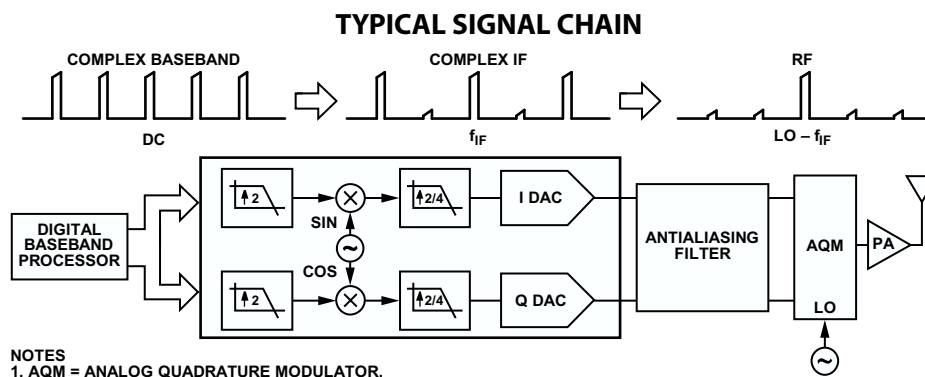 TYPICAL SIGNAL CHAIN
COMPLEX BASEBAND
COMPLEX IF
RF
DC
fIF
LO – fIF
DIGITAL
BASEBAND
PROCESSOR
2
SIN
2/4
I DAC
COS
2
2/4
Q DAC
ANTIALIASING
FILTER
AQM
LO
PA
NOTES
1. AQM = ANALOG QUADRATURE MODULATOR.